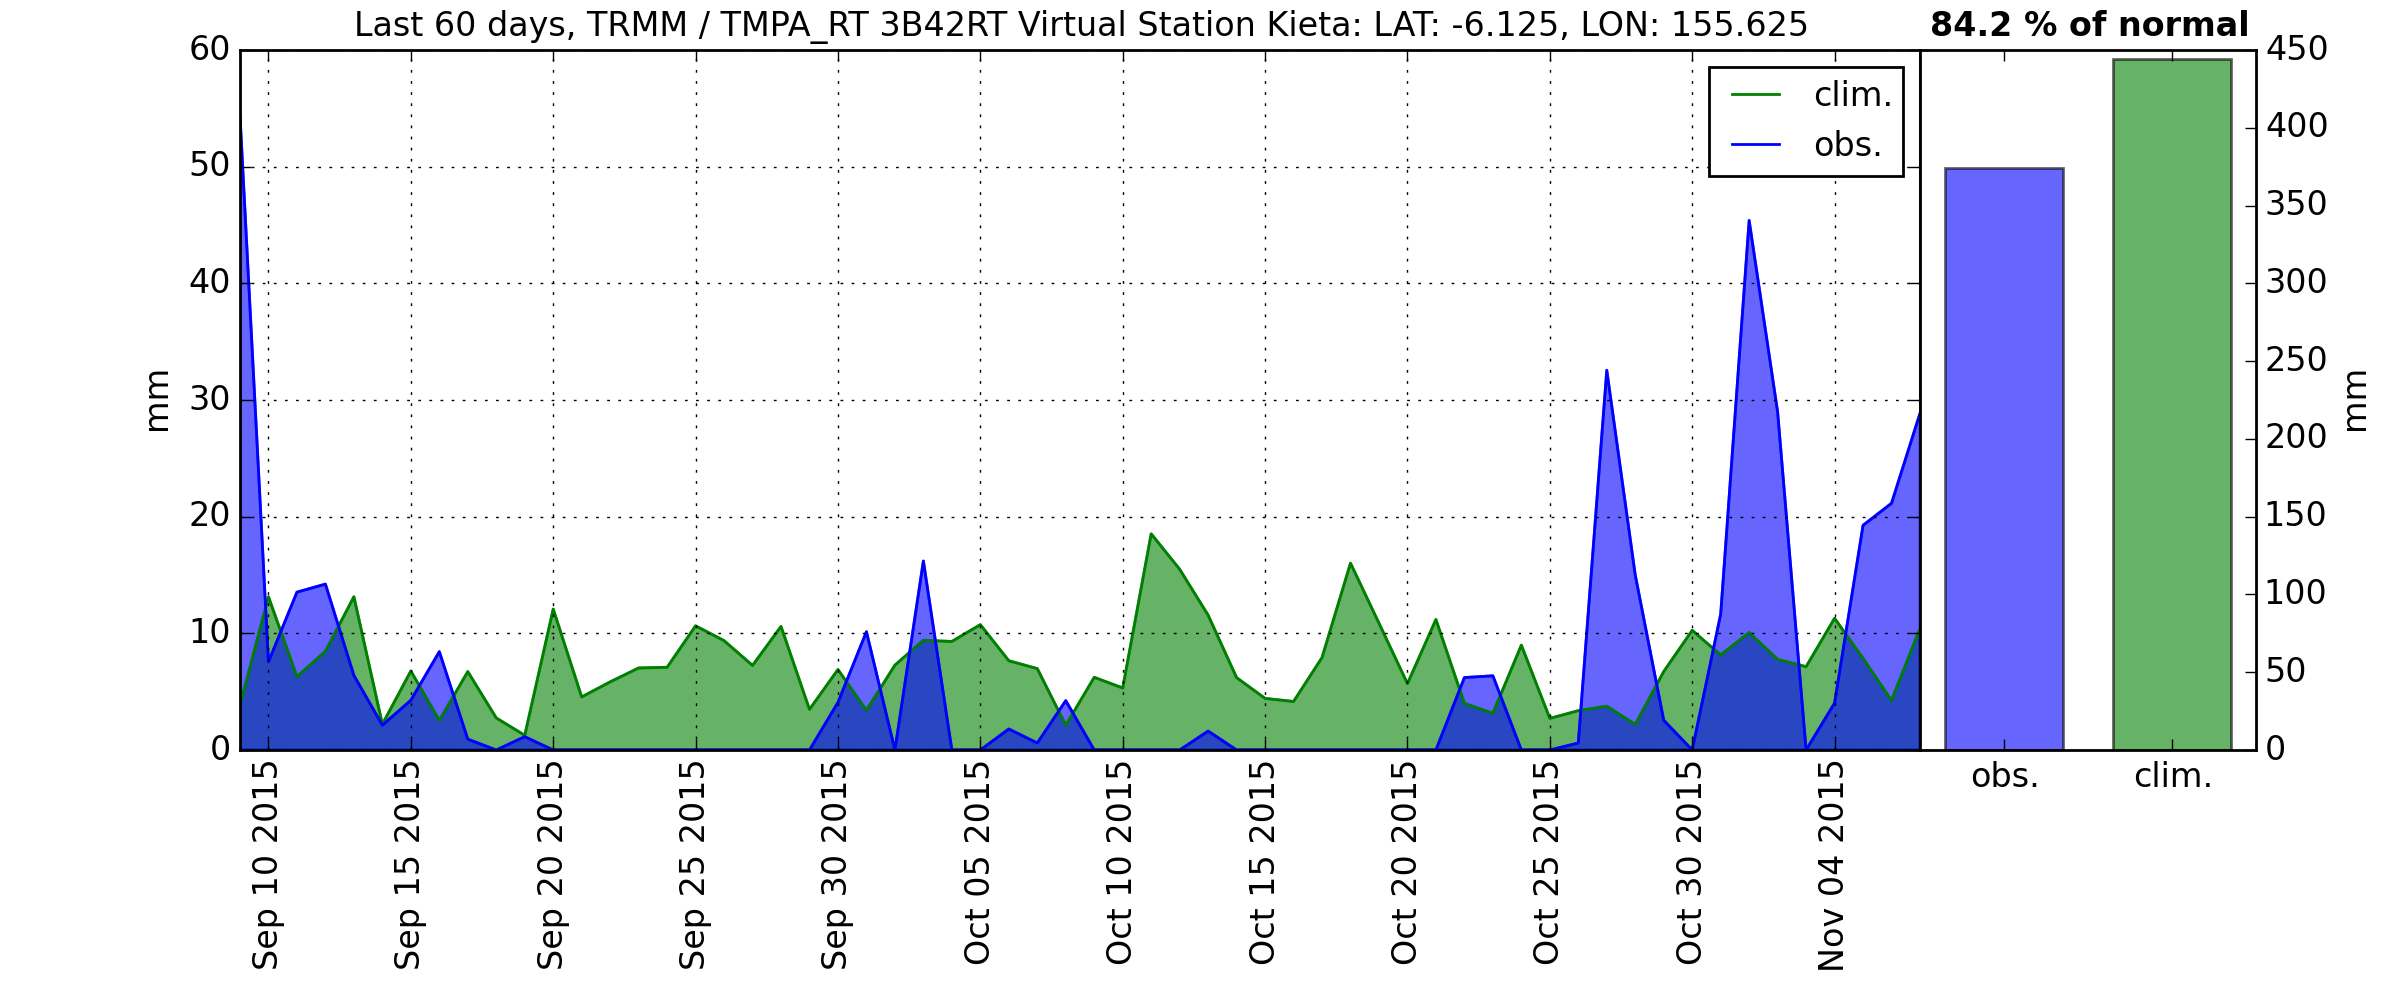 Last 60 days, TRMM / TMPA_RT 3B42RT Virtual Station Kieta: LAT: -6.125, LON: 155.625
84.2 % of normal
60
50
40
30
20
10
0
mm
clim.
obs.
450
400
350
300
250
200
150
100
50
0
mm
Sep 10 2015
Sep 15 2015
Sep 20 2015
Sep 25 2015
Sep 30 2015
Oct 05 2015
Oct 10 2015
Oct 15 2015
Oct 20 2015
Oct 25 2015
Oct 30 2015
Nov 04 2015
obs.
clim.